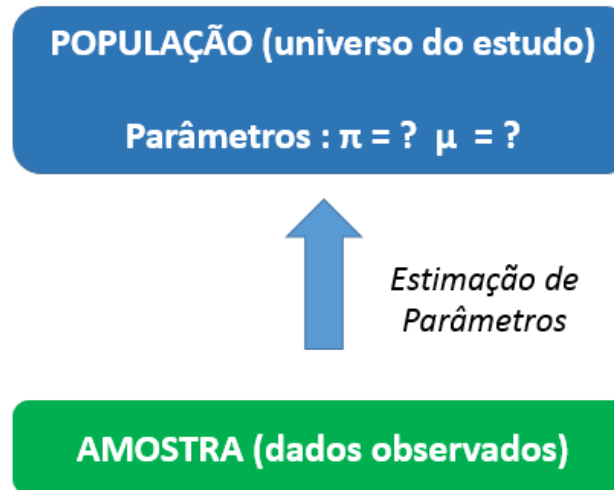 POPULAÇÃO (universo do estudo)
Parâmetros : π = ? μ = ?
Estimação de
Parâmetros
AMOSTRA (dados observados)